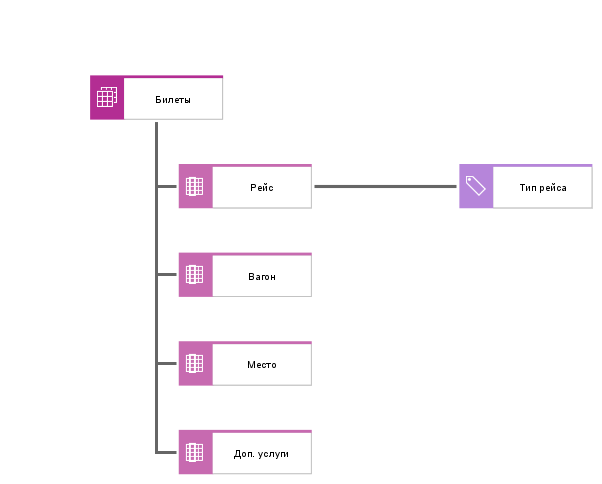 Билеты
Рейс
Тип рейса
Вагон
Место
Доп. услуги